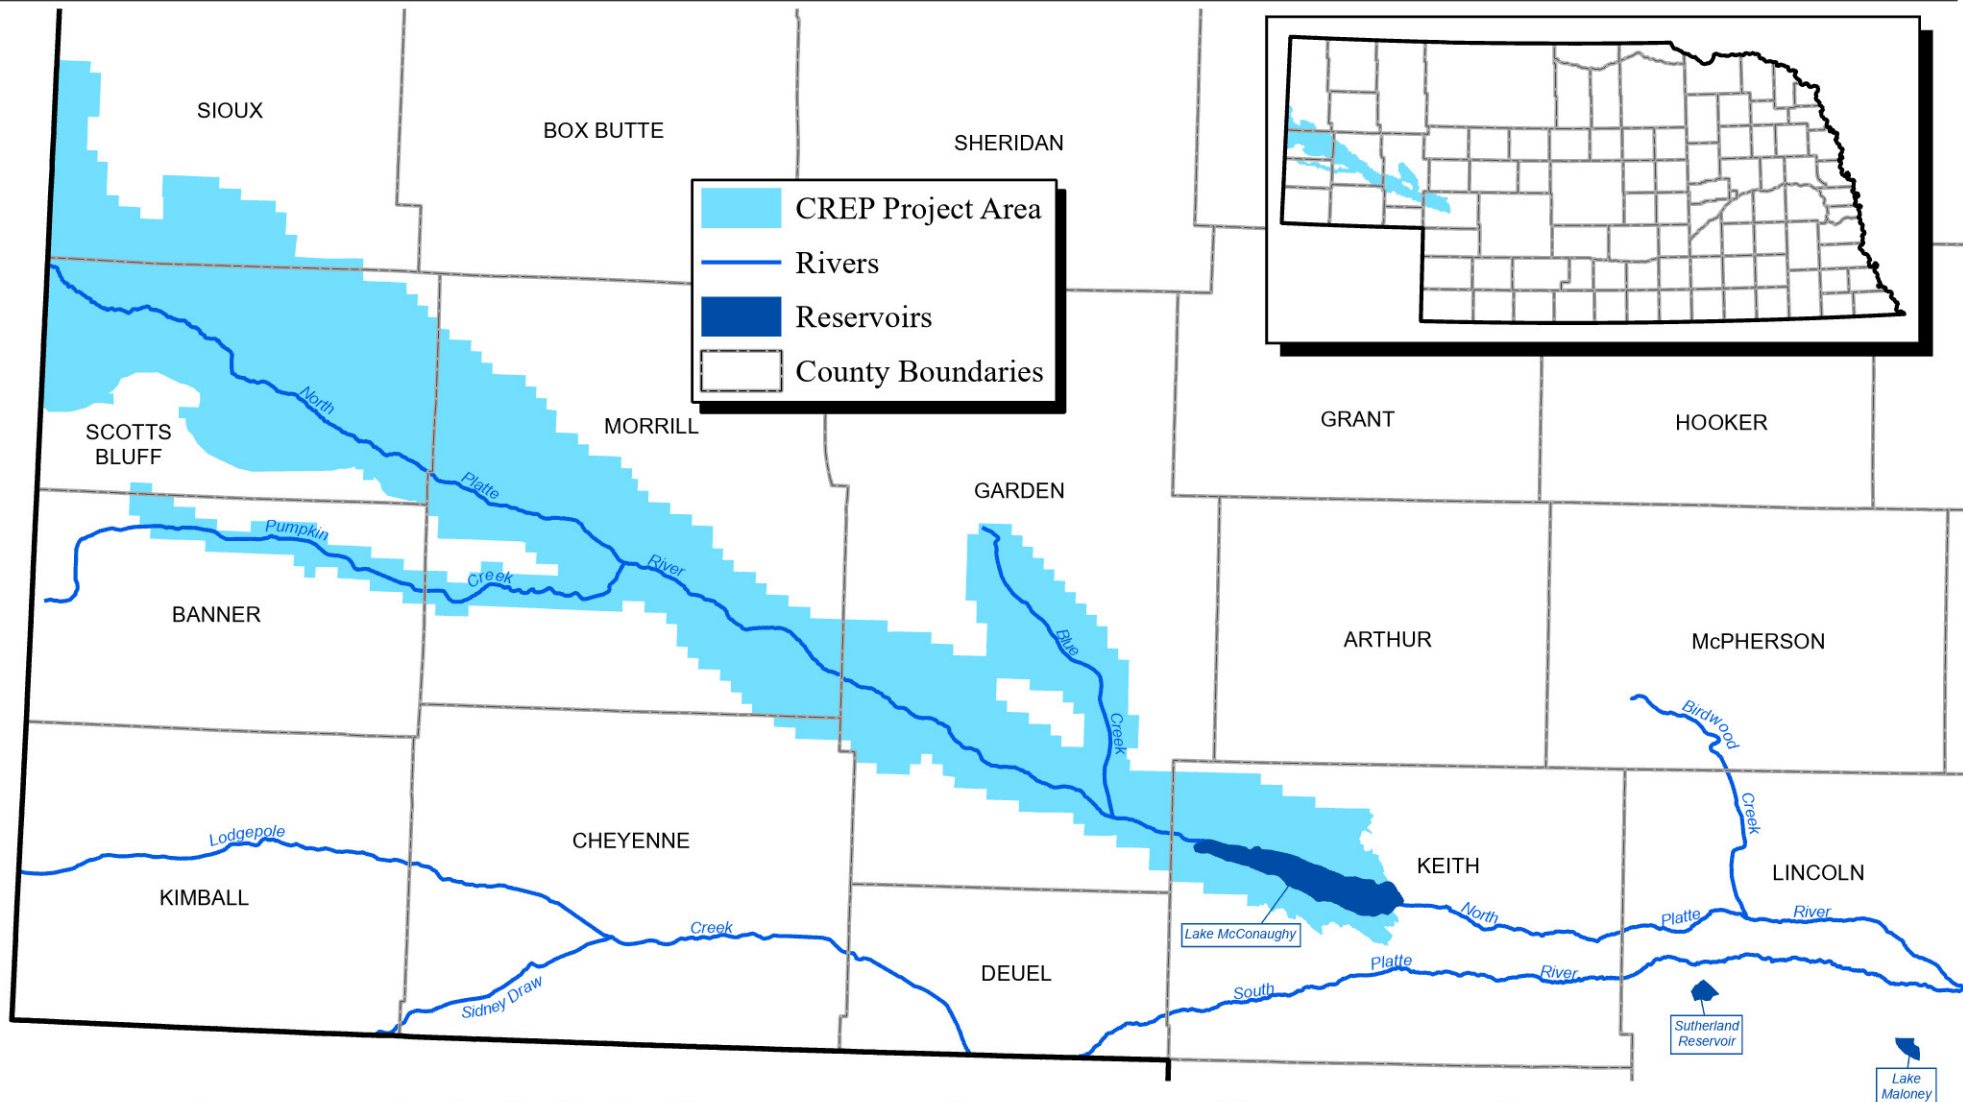 SIOUX
BOX BUTTE
SHERIDAN
CREP Project Area
Rivers
Reservoirs
County Boundaries
North
SCOTTS
BLUFF
MORRILL
GRANT
HOOKER
Platte
GARDEN
Pumpkin
Creek
River
BANNER
Blue
Creek
ARTHUR
McPHERSON
Birdwood
Creek
Lodgepole
KIMBALL
CHEYENNE
KEITH
LINCOLN
Lake McConaughy
North
Platte
River
Creek
Sidney Draw
DEUEL
South
Platte
River
Sutherland
Reservoir
Lake
Maloney